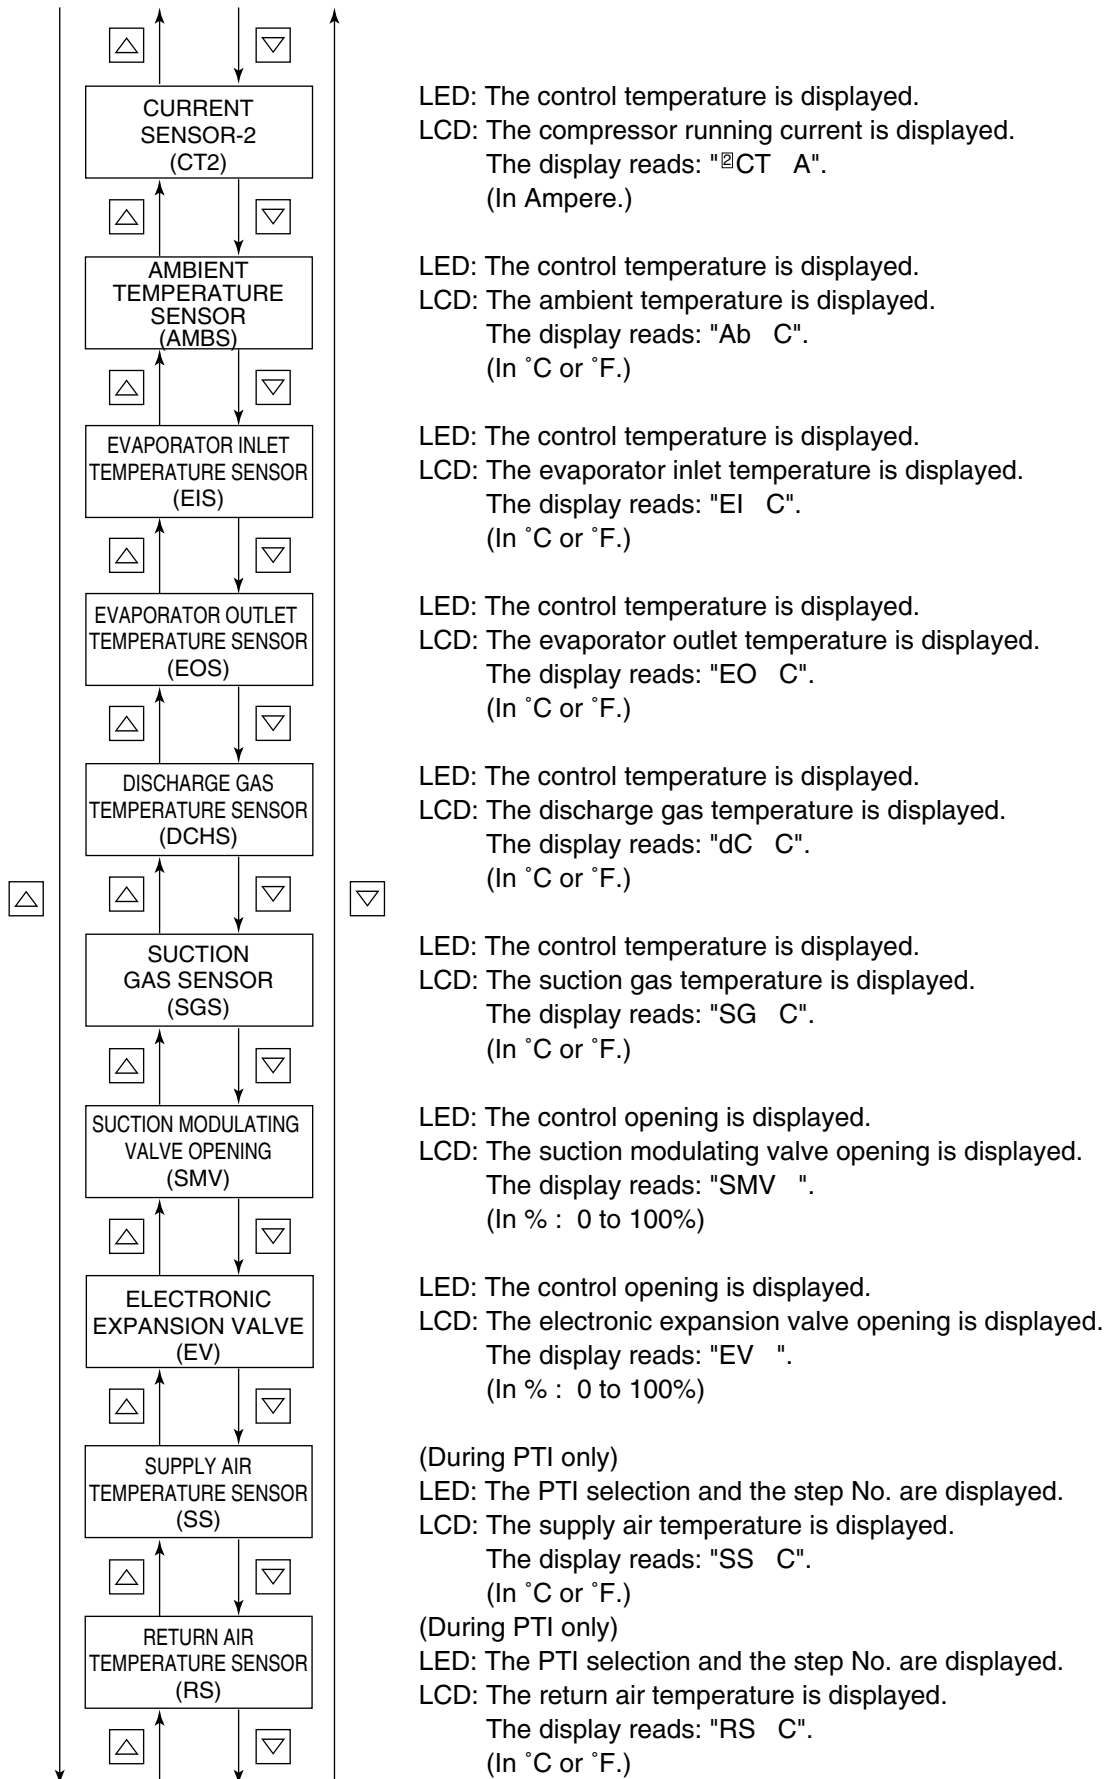 CURRENT
SENSOR-2
(CT2)
LED: The control temperature is displayed.
LCD: The compressor running current is displayed.
The display reads: "2CT   A".
(In Ampere.)
AMBIENT
TEMPERATURE
SENSOR
(AMBS)
LED: The control temperature is displayed.
LCD: The ambient temperature is displayed.
The display reads: "Ab   C".
(In ˚C or ˚F.)
EVAPORATOR INLET
TEMPERATURE SENSOR
(EIS)
LED: The control temperature is displayed.
LCD: The evaporator inlet temperature is displayed.
The display reads: "EI   C".
(In ˚C or ˚F.)
EVAPORATOR OUTLET
TEMPERATURE SENSOR
(EOS)
LED: The control temperature is displayed.
LCD: The evaporator outlet temperature is displayed.
The display reads: "EO   C".
(In ˚C or ˚F.)
DISCHARGE GAS
TEMPERATURE SENSOR
(DCHS)
LED: The control temperature is displayed.
LCD: The discharge gas temperature is displayed.
The display reads: "dC   C".
(In ˚C or ˚F.)
SUCTION
GAS SENSOR
(SGS)
LED: The control temperature is displayed.
LCD: The suction gas temperature is displayed.
The display reads: "SG   C".
(In ˚C or ˚F.)
SUCTION MODULATING
VALVE OPENING
(SMV)
LED: The control opening is displayed.
LCD: The suction modulating valve opening is displayed.
The display reads: "SMV   ".
(In % :  0 to 100%)
ELECTRONIC
EXPANSION VALVE
(EV)
LED: The control opening is displayed.
LCD: The electronic expansion valve opening is displayed.
The display reads: "EV   ".
(In % :  0 to 100%)
SUPPLY AIR
TEMPERATURE SENSOR
(SS)
(During PTI only)
LED: The PTI selection and the step No. are displayed.
LCD: The supply air temperature is displayed.
The display reads: "SS   C".
(In ˚C or ˚F.)
RETURN AIR
TEMPERATURE SENSOR
(RS)
(During PTI only)
LED: The PTI selection and the step No. are displayed.
LCD: The return air temperature is displayed.
The display reads: "RS   C".
(In ˚C or ˚F.)